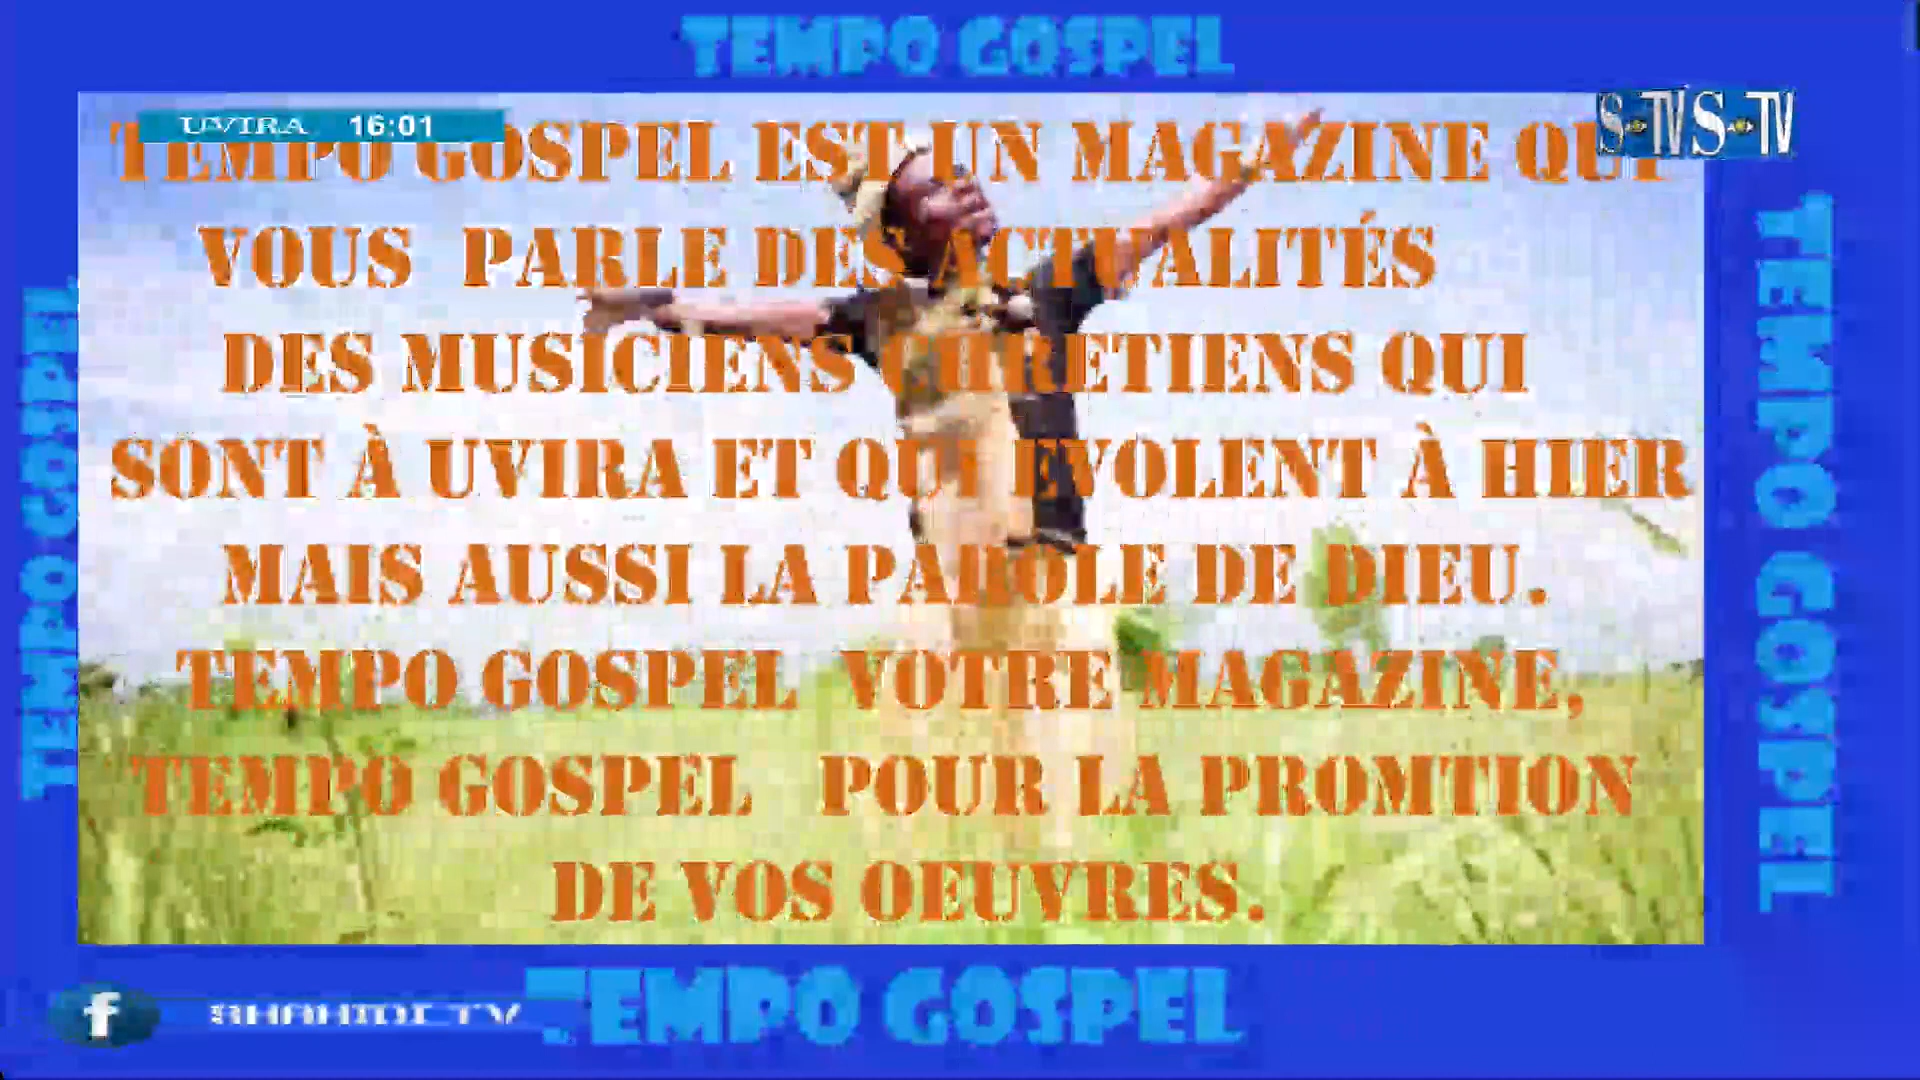 TEMPO GOSPEL
UVIRA 16:01
S-TV S-TV
TEMPO GOSPEL EST UN MAGAZINE QUI
VOUS PARLE DES ACTUALITÉS
DES MUSICIENS CHRETIENS QUI
SONT À UVIRA ET QUI EVOLENT À HIER
MAIS AUSSI LA PAROLE DE DIEU.
TEMPO GOSPEL VOTRE MAGAZINE,
TEMPO GOSPEL POUR LA PROMTION
DE VOS OEUVRES.
TEMPO GOSPEL
TEMPO GOSPEL
f
TEMPO GOSPEL